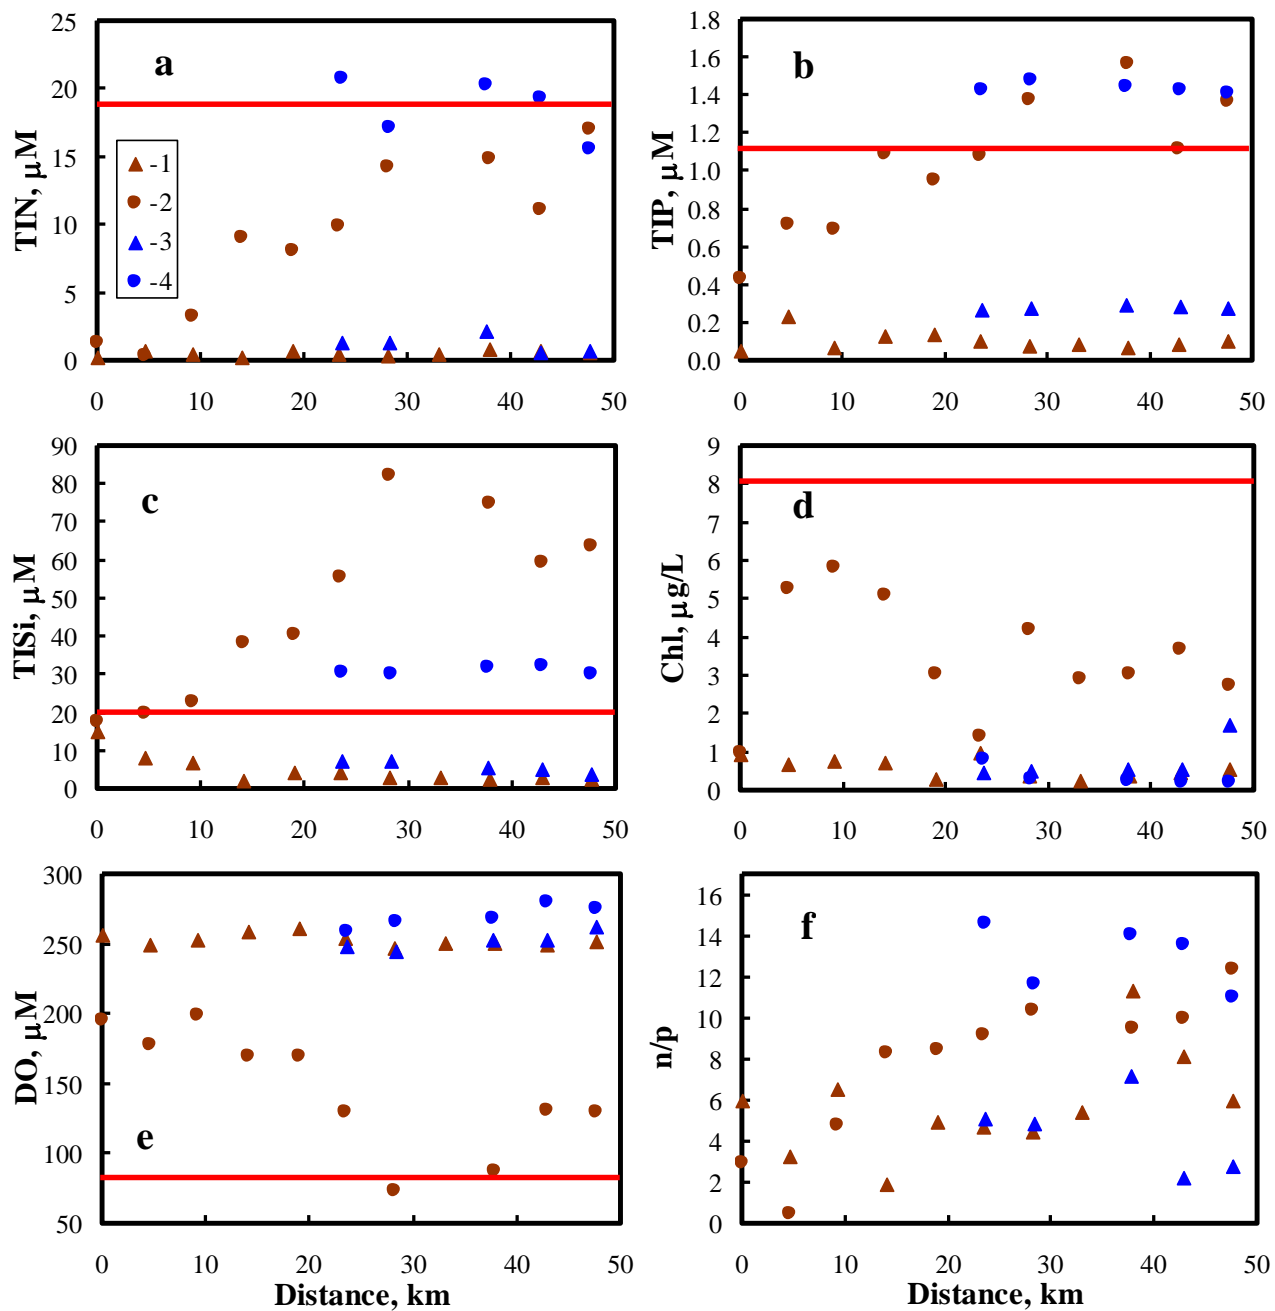 25
20
15
10
5
0
TIN, μM
a
-1
-2
-3
-4
0 10 20 30 40 50
1.8
1.6
1.4
1.2
1.0
0.8
0.6
0.4
0.2
0.0
TIP, μM
b
0 10 20 30 40 50
90
80
70
60
50
40
30
20
10
0
TISi, μM
c
0 10 20 30 40 50
9
8
7
6
5
4
3
2
1
0
Chl, μg/L
d
0 10 20 30 40 50
300
250
200
150
100
50
DO, μM
e
0 10 20 30 40 50
Distance, km
16
14
12
10
8
6
4
2
0
n/p
f
0 10 20 30 40 50
Distance, km